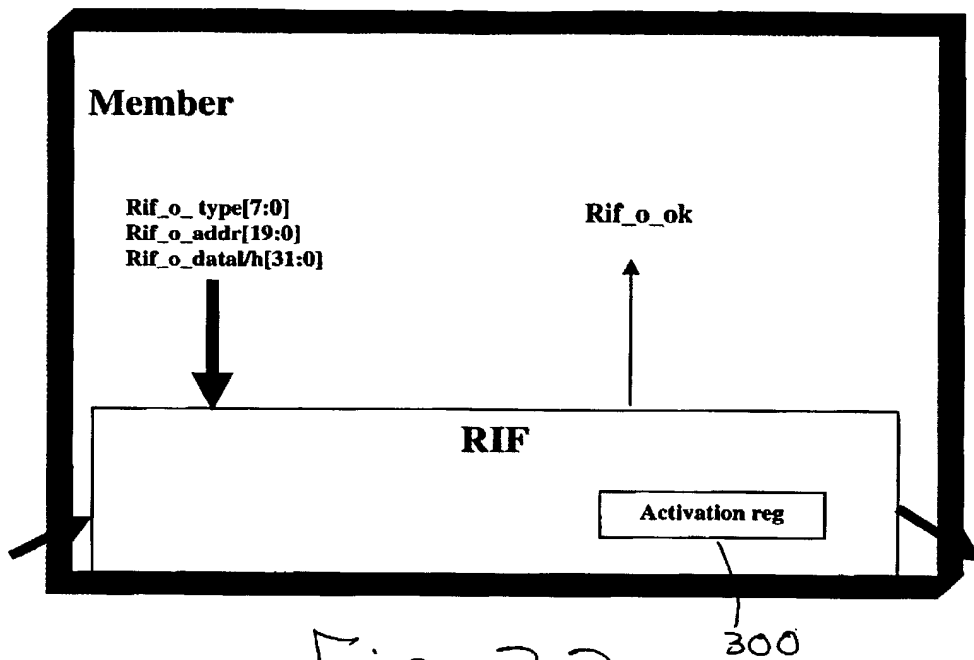 Member
Rif_o_ type[7:0]
Rif_o_addr[19:0]
Rif_o_datal/h[31:0]
Rif_o_ok
RIF
Activation reg
300